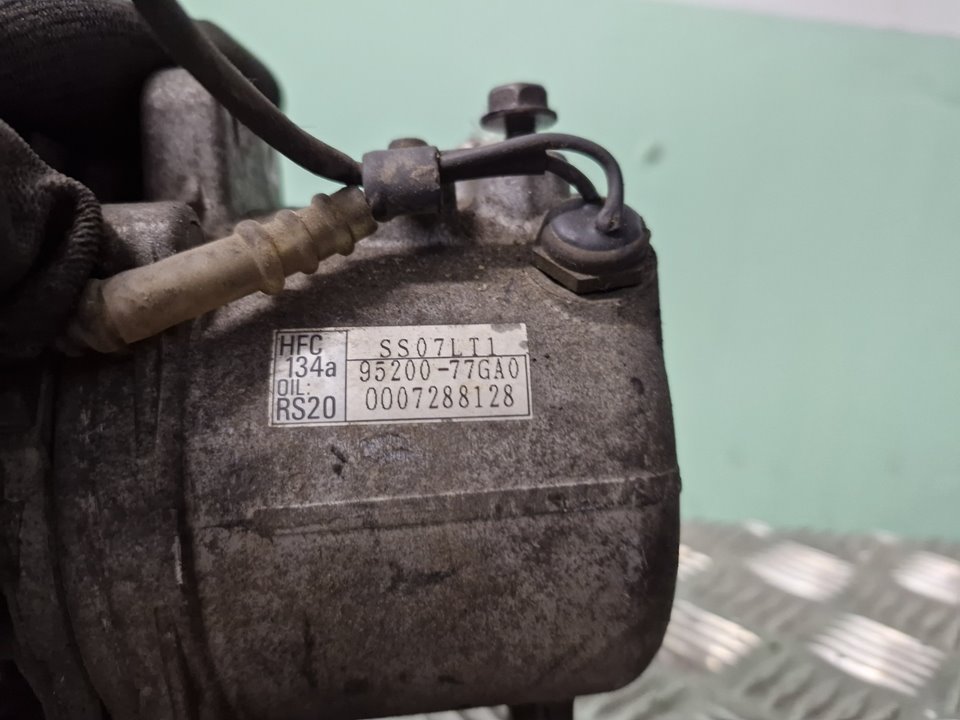 HFC
134a
OIL:
RS20
SS07LT1
95200-77GA0
0007288128